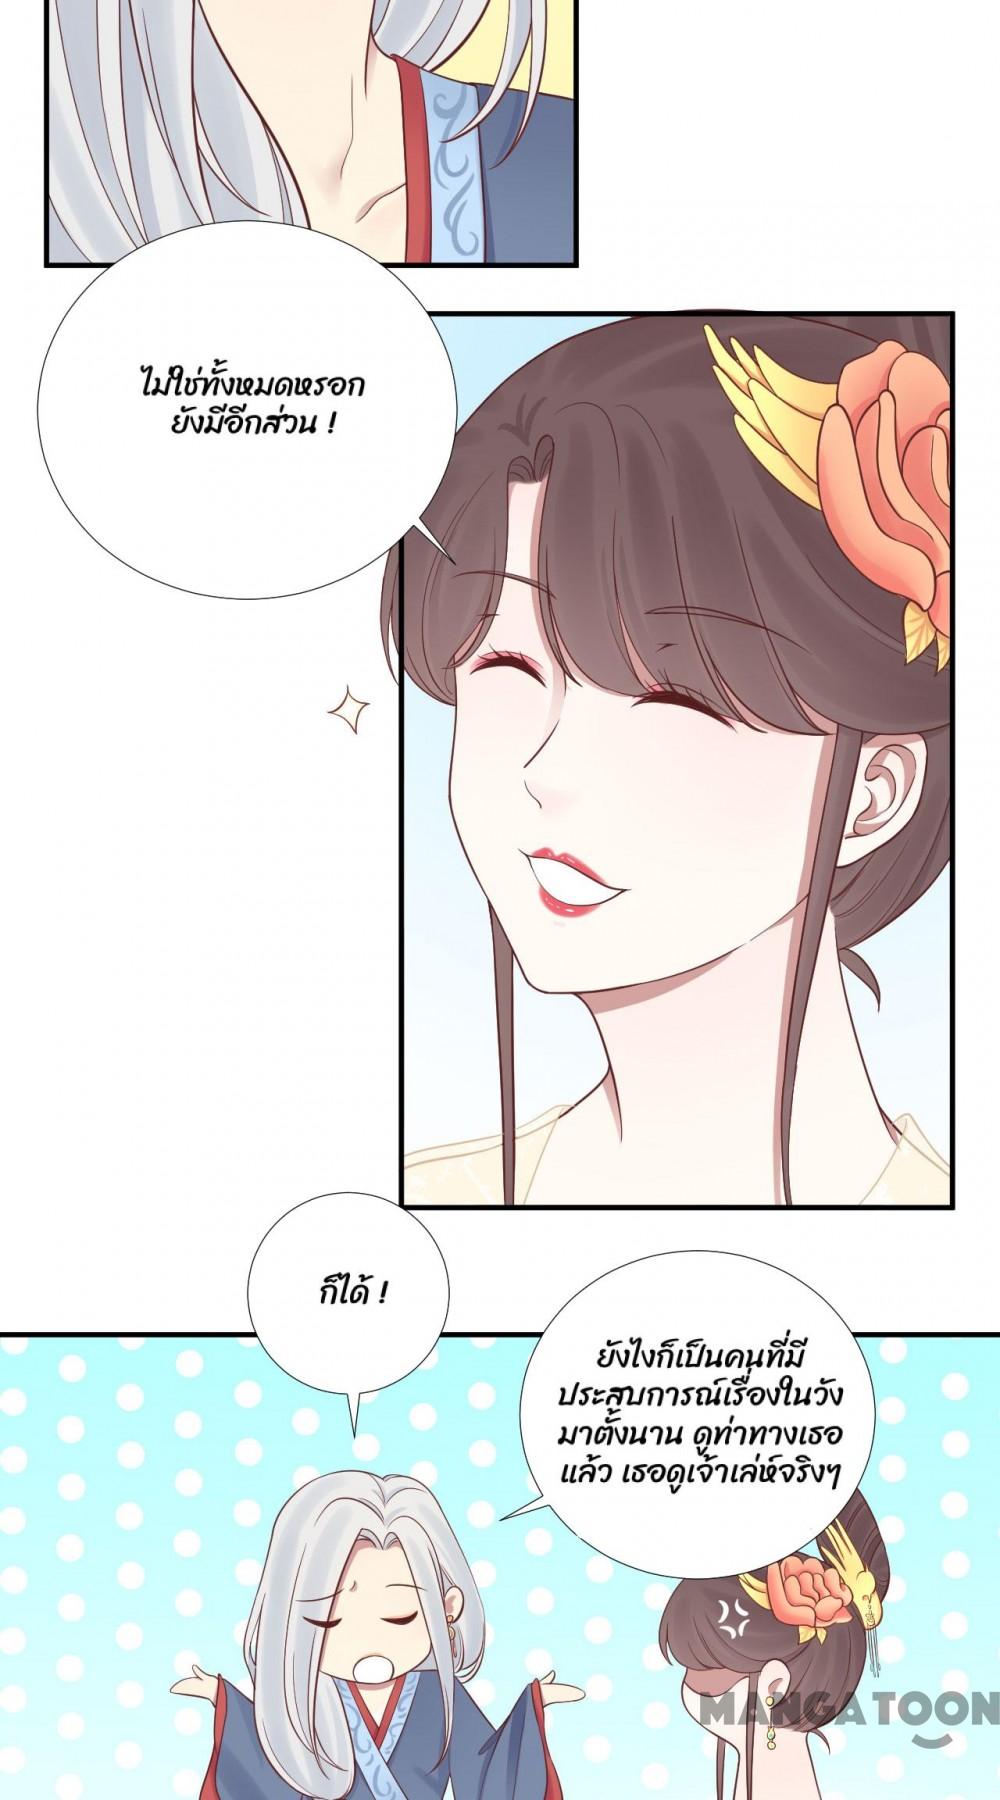 ไม่ใช่ทั้งหมดหรอก
ยังมีอีกส่วน !
ก็ได้ !
ยังไงก็เป็นคนที่มี
ประสบการณ์เรื่องในวัง
มาตั้งนาน ดูท่าทางเธอ
แล้ว เธอดูเจ้าเล่ห์จริงๆ
MANGATOON